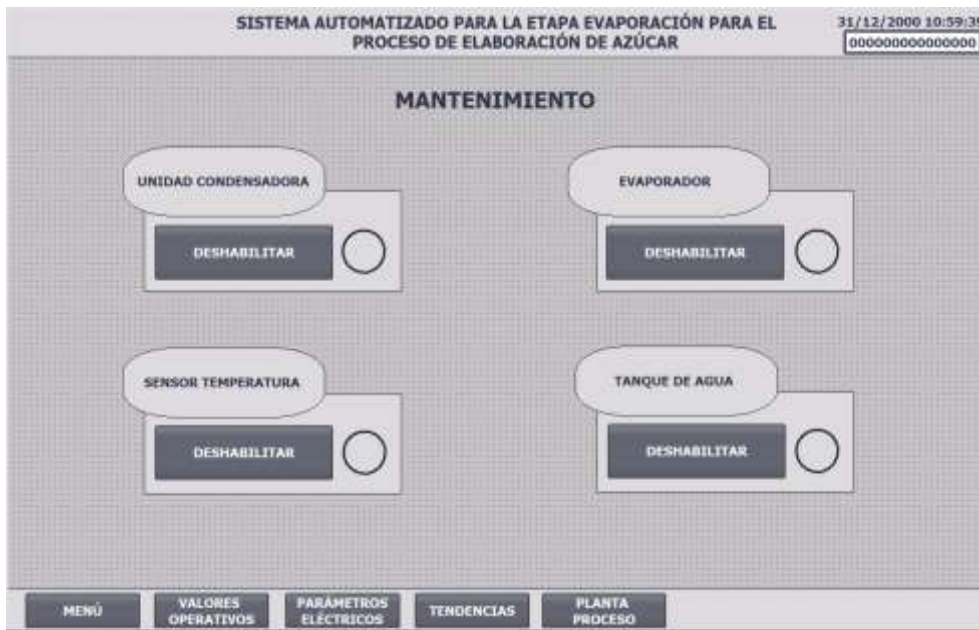 SISTEMA AUTOMATIZADO PARA LA ETAPA EVAPORACIÓN PARA EL
PROCESO DE ELABORACIÓN DE AZÚCAR
31/12/2000 10:59:39
000000000000000
MANTENIMIENTO
UNIDAD CONDENSADORA
DESHABILITAR
EVAPORADOR
DESHABILITAR
SENSOR TEMPERATURA
DESHABILITAR
TANQUE DE AGUA
DESHABILITAR
MENÚ
VALORES
OPERATIVOS
PARÁMETROS
ELÉCTRICOS
TENDENCIAS
PLANTA
PROCESO